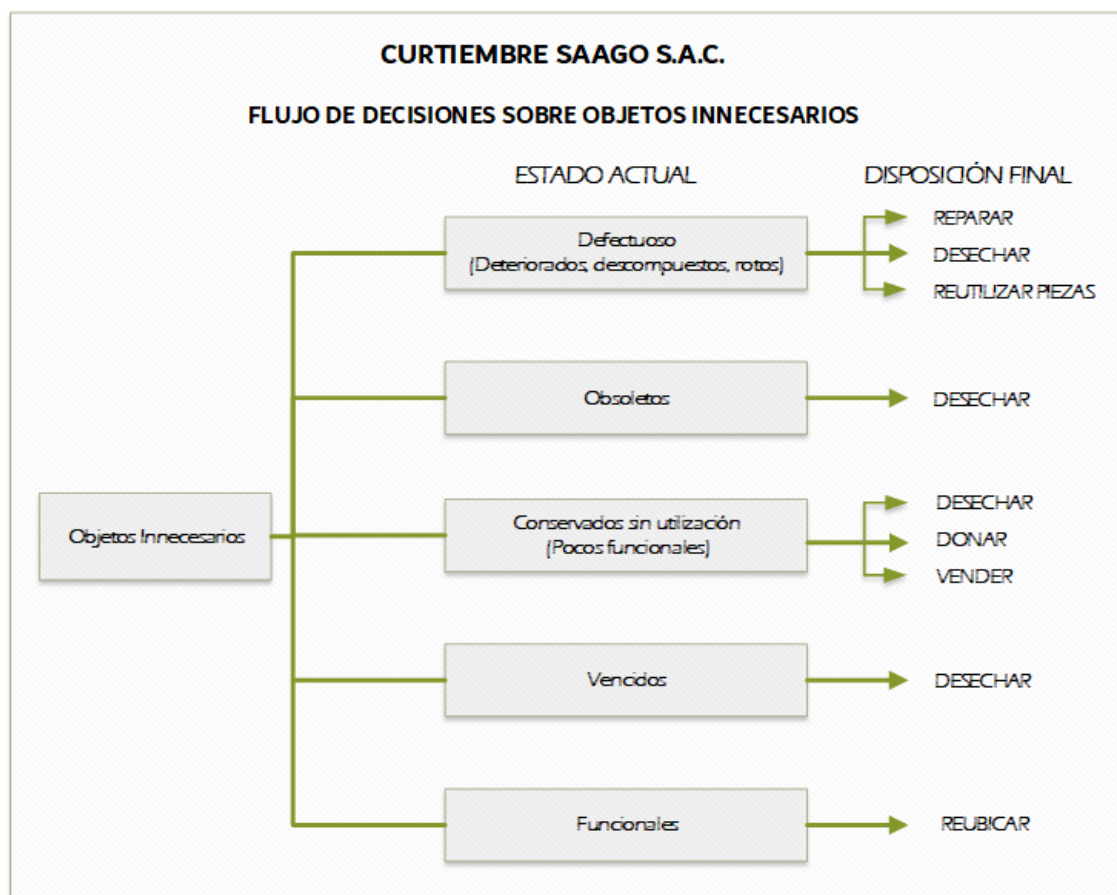 CURTIEMBRE SAAGO S.A.C.
FLUJO DE DECISIONES SOBRE OBJETOS INNECESARIOS
ESTADO ACTUAL
DISPOSICIÓN FINAL
Objetos Innecesarios
Defectuoso
(Deteriorados, descompuestos, rotos)
REPARAR
DESECHAR
REUTILIZAR PIEZAS
Obsoletos
DESECHAR
Conservados sin utilización
(Pocos funcionales)
DESECHAR
DONAR
VENDER
Vencidos
DESECHAR
Funcionales
REUBICAR